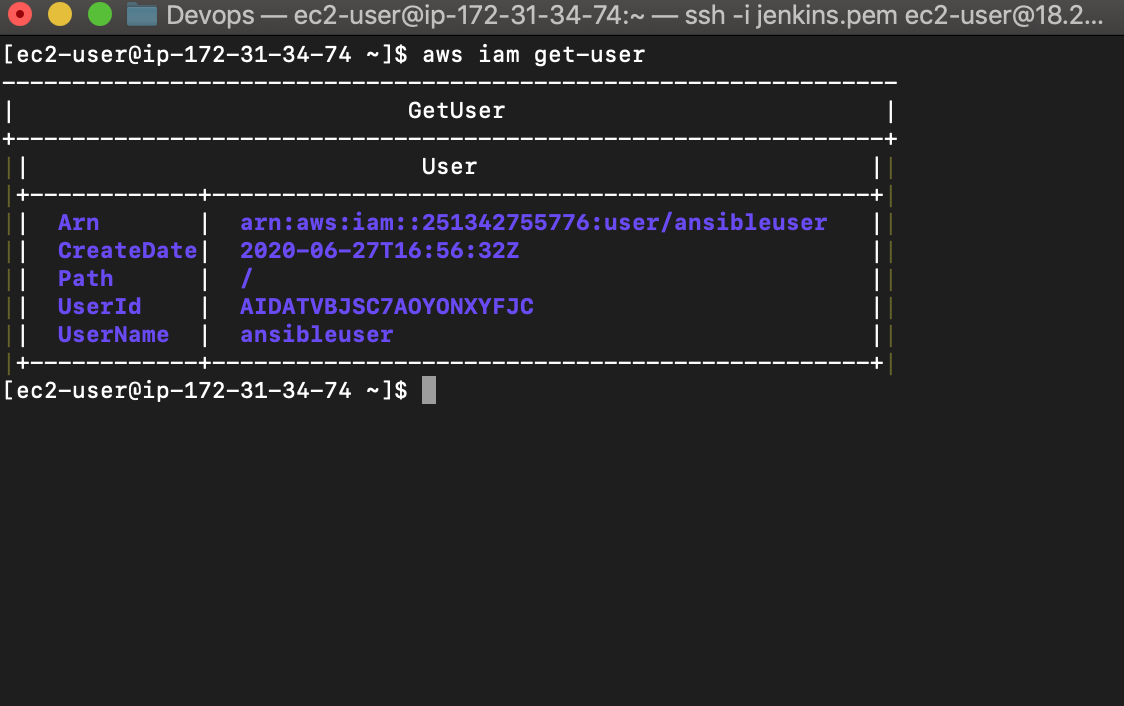 Devops — ec2-user@ip-172-31-34-74:~ — ssh -i jenkins.pem ec2-user@18.2...
[ec2-user@ip-172-31-34-74 ~]$ aws iam get-user
GetUser
User
Arn | arn:aws:iam::251342755776:user/ansibleuser
CreateDate| 2020-06-27T16:56:32Z
Path | /
UserId | AIDATVBJSC7AOYONXYFJC
UserName | ansibleuser
[ec2-user@ip-172-31-34-74 ~]$